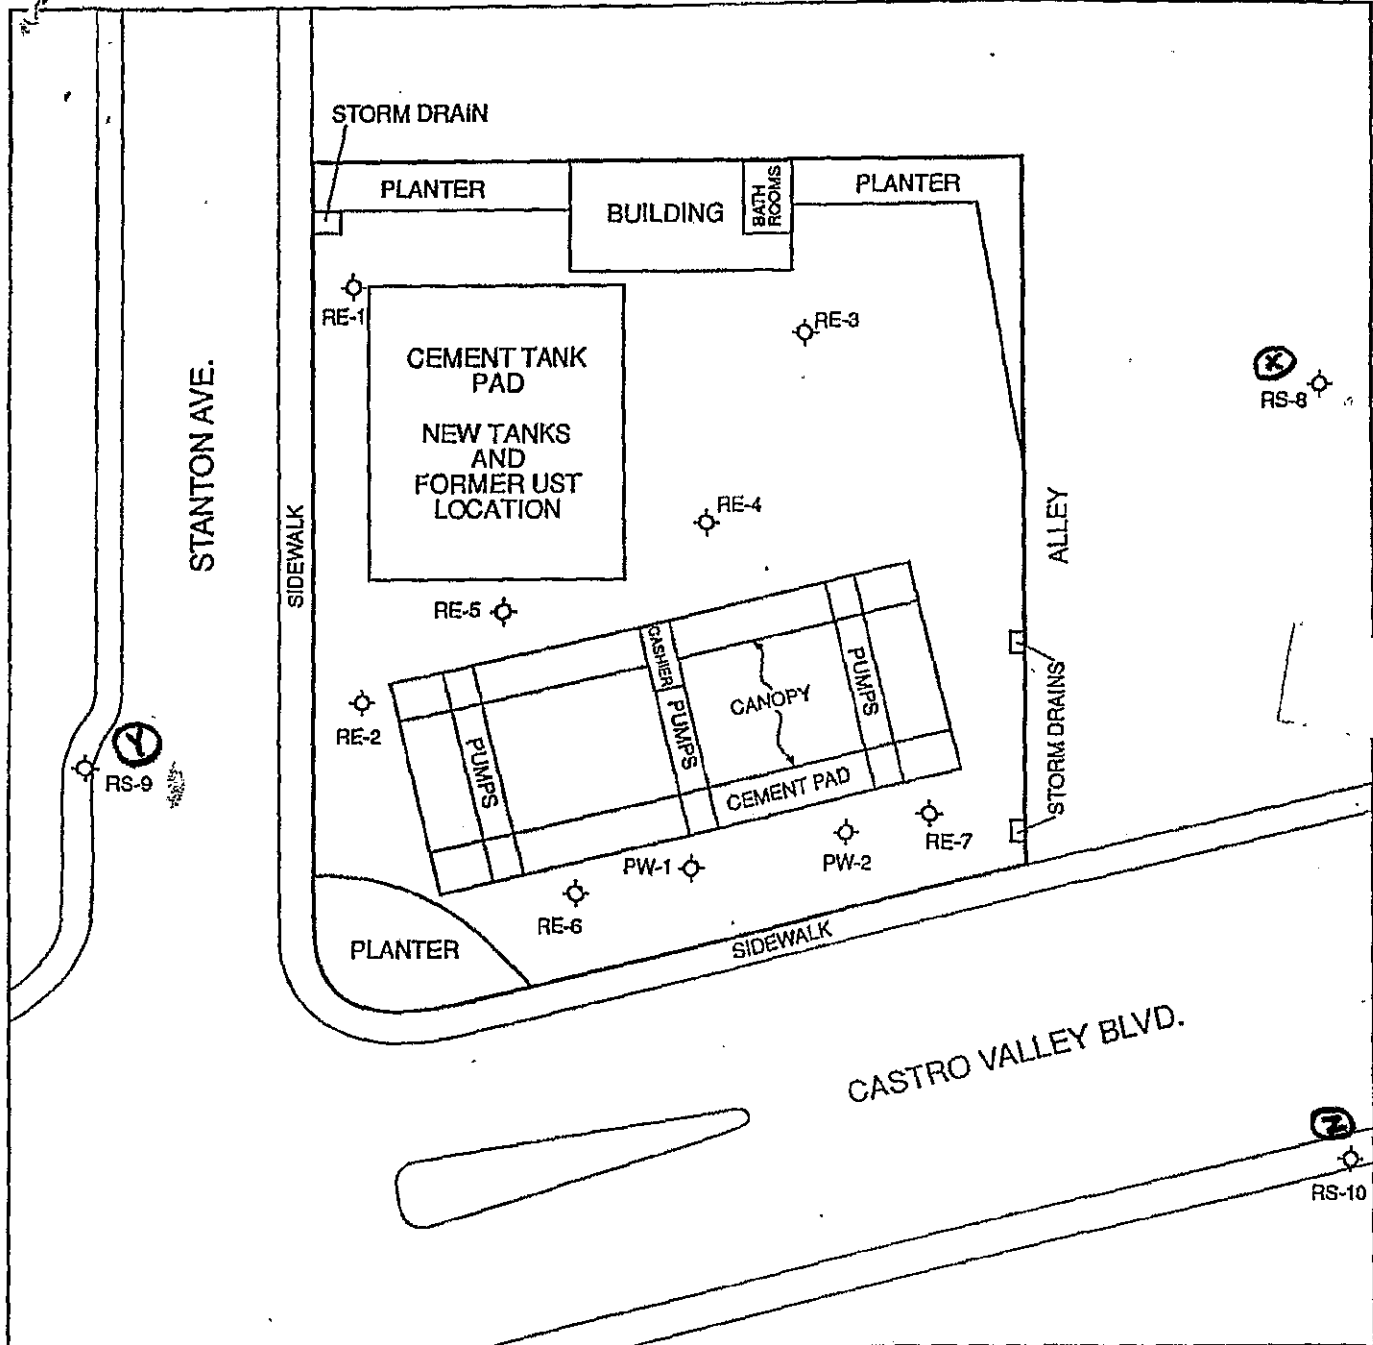 STORM DRAIN
PLANTER
BUILDING
BATH
ROOMS
PLANTER
RE-1
RE-3
CEMENT TANK
PAD
NEW TANKS
AND
FORMER UST
LOCATION
STANTON AVE.
SIDEWALK
X
RS-8
RE-4
ALLEY
RE-5
CASHIER
PUMPS
CANOPY
PUMPS
PUMPS
CEMENT PAD
STORM DRAINS
RE-2
Y
RS-9
RE-7
PW-1
PW-2
RE-6
PLANTER
SIDEWALK
CASTRO VALLEY BLVD.
Z
RS-10